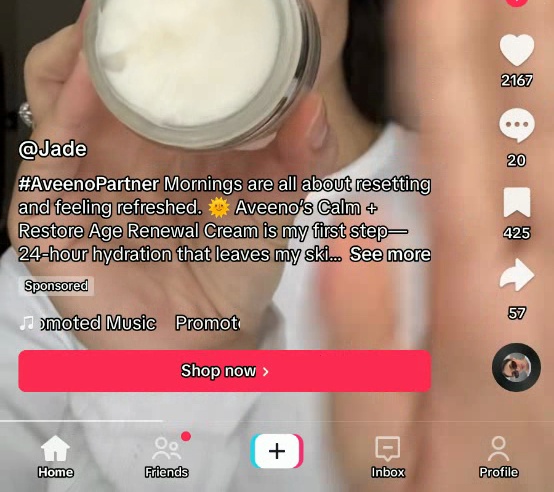 @Jade
#AveenoPartner Mornings are all about resetting
and feeling refreshed. 🌞 Aveeno's Calm +
Restore Age Renewal Cream is my first step—
24-hour hydration that leaves my ski... See more
Sponsored
omoted Music Promot
Shop now ›
2167
20
425
57
Home
Friends
Inbox
Profile